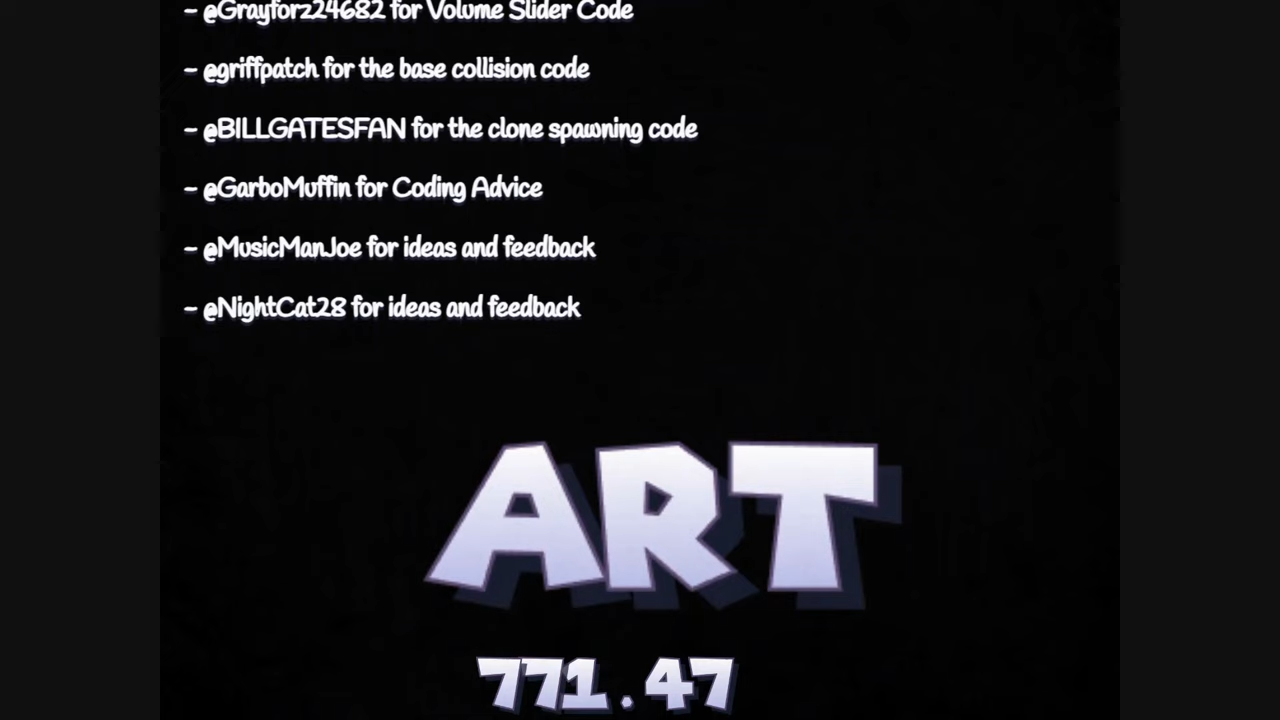 - @Grayforz24682 for Volume Slider Code
- @griffpatch for the base collision code
- @BILLGATESFAN for the clone spawning code
- @GarboMuffin for Coding Advice
- @MusicManJoe for ideas and feedback
- @NightCat28 for ideas and feedback
ART
771.47